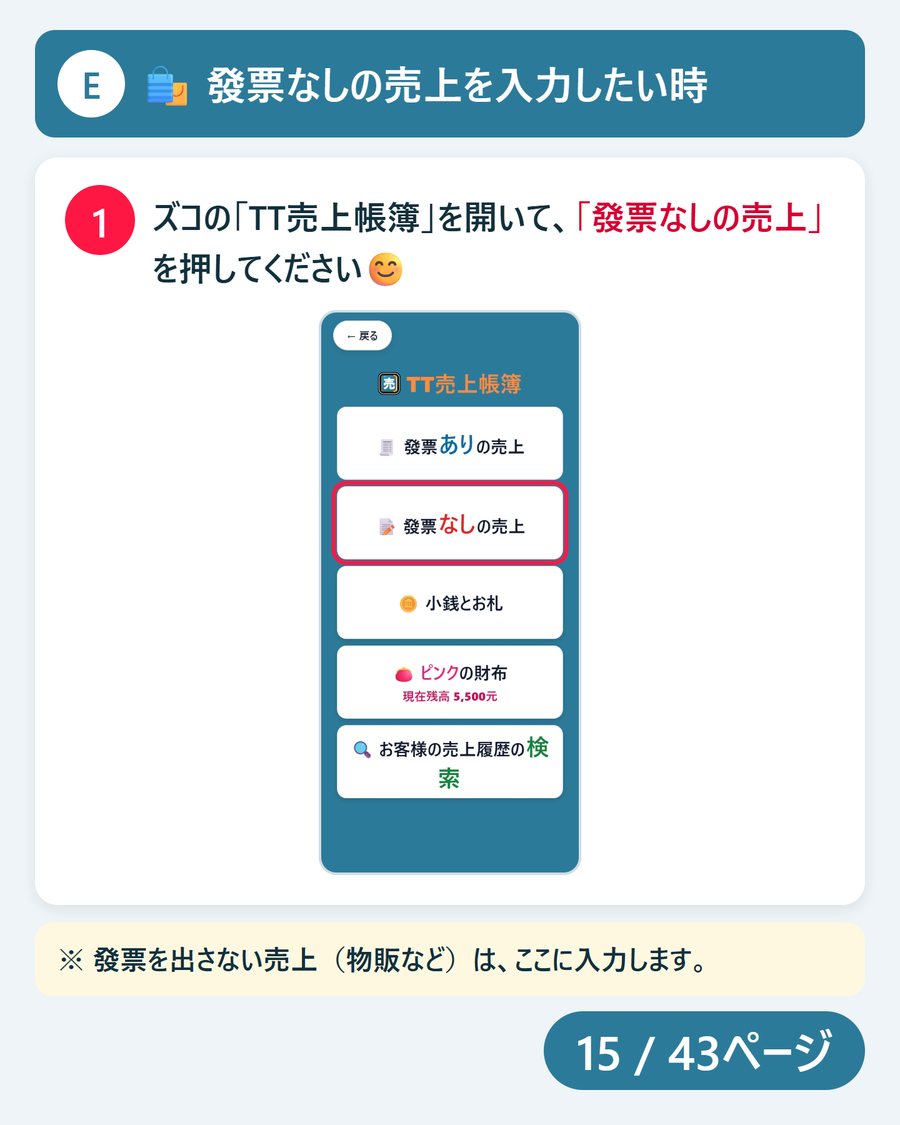 E 發票なしの売上を入力したい時
1 ズコの「TT売上帳簿」を開いて、「發票なしの売上」
を押してください
← 戻る
売 TT売上帳簿
發票ありの売上
發票なしの売上
小銭とお札
ピンクの財布
現在残高 5,500元
お客様の売上履歴の検
索
※ 發票を出さない売上（物販など）は、ここに入力します。
15 / 43ページ